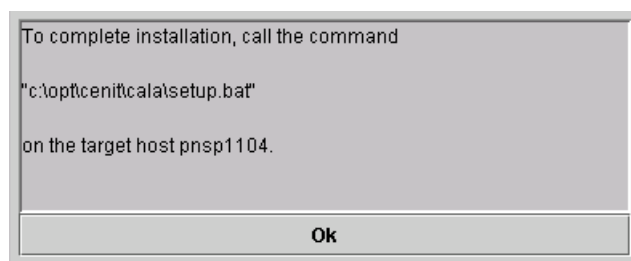 To complete installation, call the command
"c:\opt\cenit\cala\setup.bat"
on the target host pnsp1104.
Ok